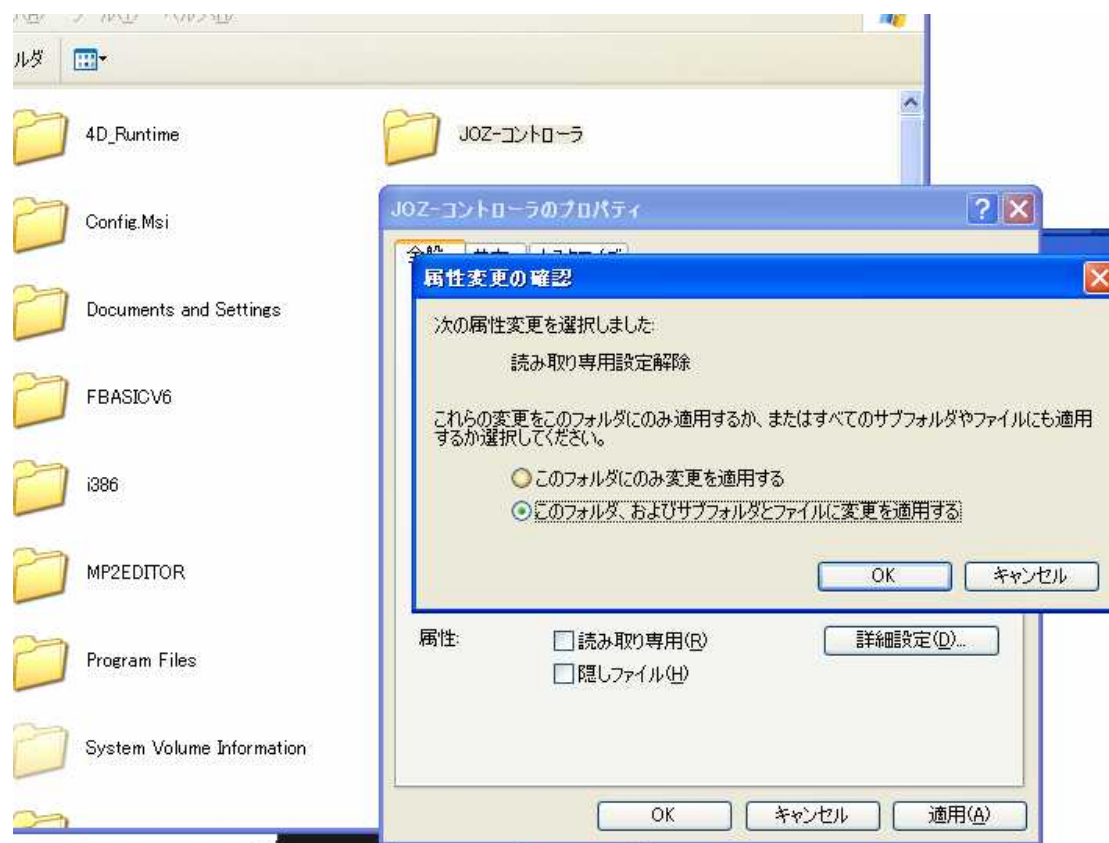 ルダ
4D_Runtime
JOZ-コントローラ
Config.Msi
JOZ-コントローラのプロパティ
全般
属性変更の確認
Documents and Settings
次の属性変更を選択しました:
読み取り専用設定解除
FBASICV6
これらの変更をこのフォルダにのみ適用するか、またはすべてのサブフォルダやファイルにも適用
するか選択してください。
i386
このフォルダにのみ変更を適用する
このフォルダ、およびサブフォルダとファイルに変更を適用する
MP2EDITOR
OK
キャンセル
属性:
読み取り専用(R)
詳細設定(D)...
Program Files
隠しファイル(H)
System Volume Information
OK
キャンセル
適用(A)